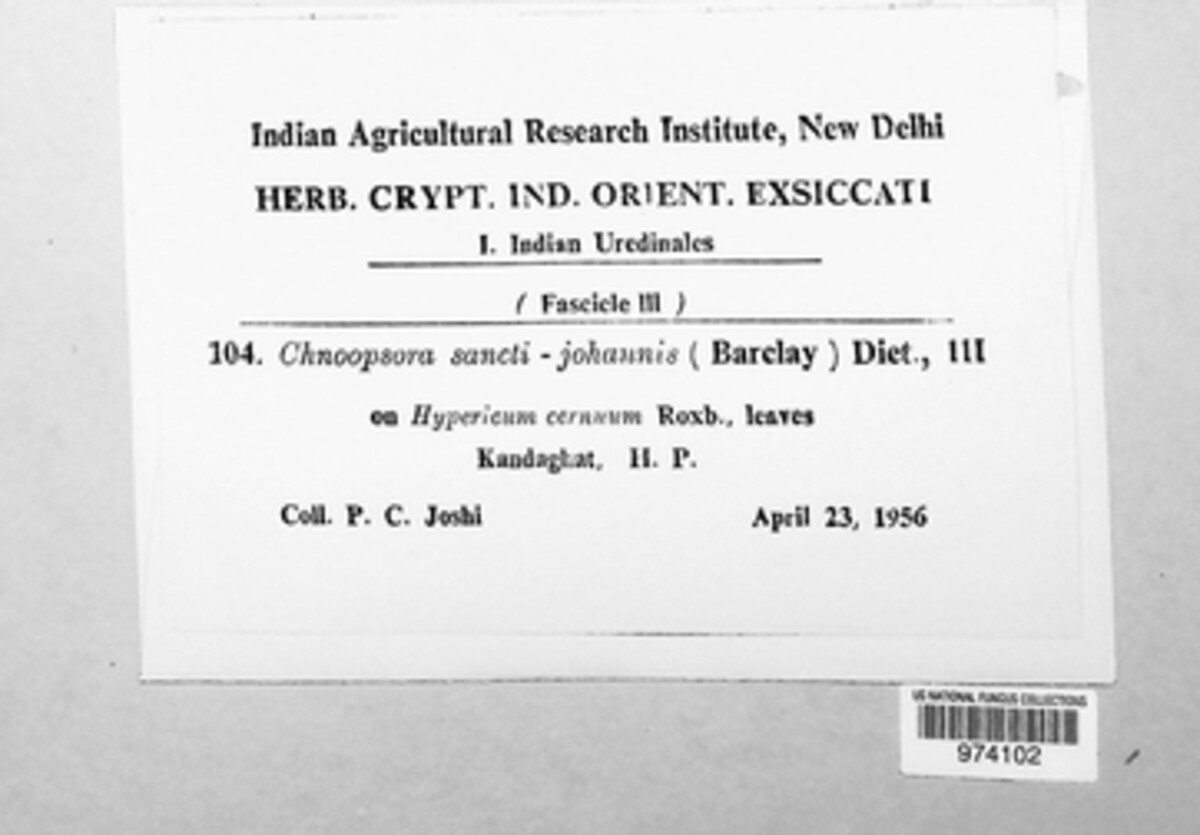 Indian Agricultural Research Institute, New Delhi
HERB. CRYPT. IND. ORIENT. EXSICCATI
I. Indian Uredinales
( Fascicle III )
104. Chnoopsora sancti - johannis ( Barclay ) Diet., III
on Hypericum cernuum Roxb., leaves
Kandaghat, H. P.
Coll. P. C. Joshi April 23, 1956
US NATIONAL FUNGUS COLLECTIONS
974102